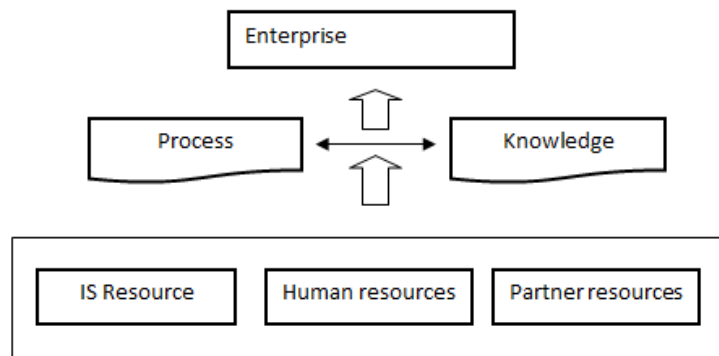 Enterprise
Process
Knowledge
IS Resource
Human resources
Partner resources